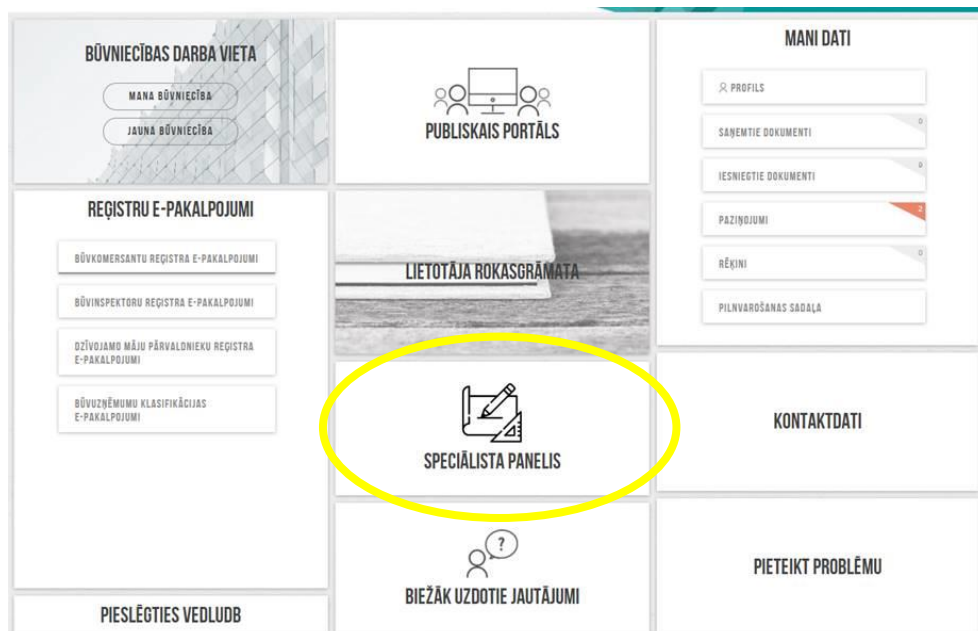 BŪVNIECĪBAS DARBA VIETA
MANA BŪVNIECĪBA
JAUNA BŪVNIECĪBA
REĢISTRU E-PAKALPOJUMI
BŪVKOMERSANTU REĢISTRA E-PAKALPOJUMI
BŪVINSPEKTORU REĢISTRA E-PAKALPOJUMI
DZĪVOJAMO MĀJU PĀRVALDNIEKU REĢISTRA
E-PAKALPOJUMI
BŪVUZŅĒMUMU KLASIFIKĀCIJAS
E-PAKALPOJUMI
PIESLĒGTIES VEDLUDB
PUBLISKAIS PORTĀLS
LIETOTĀJA ROKASGRĀMATA
SPECIĀLISTA PANELIS
?
BIEŽĀK UZDOTIE JAUTĀJUMI
MANI DATI
PROFILS
SAŅEMTIE DOKUMENTI 0
IESNIEGTIE DOKUMENTI 0
PAZIŅOJUMI 2
RĒĶINI 0
PILNVAROŠANAS SADAĻA
KONTAKTDATI
PIETEIKT PROBLĒMU